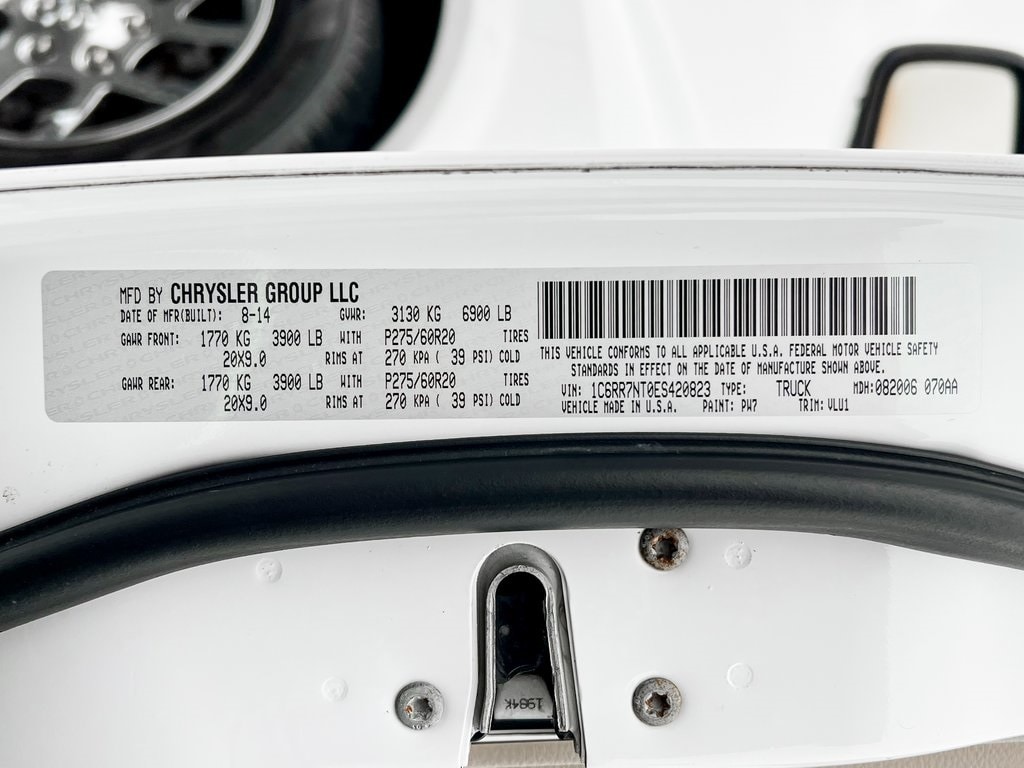 MFD BY CHRYSLER GROUP LLC
DATE OF MFR(BUILT): 8-14 GVWR: 3130 KG 6900 LB
GAWR FRONT: 1770 KG 3900 LB WITH P275/60R20 TIRES
20X9.0 RIMS AT 270 KPA ( 39 PSI) COLD
GAWR REAR: 1770 KG 3900 LB WITH P275/60R20 TIRES
20X9.0 RIMS AT 270 KPA ( 39 PSI) COLD
THIS VEHICLE CONFORMS TO ALL APPLICABLE U.S.A. FEDERAL MOTOR VEHICLE SAFETY
STANDARDS IN EFFECT ON THE DATE OF MANUFACTURE SHOWN ABOVE.
VIN: 1C6RR7NT0ES420823 TYPE: TRUCK MDH:082006 070AA
VEHICLE MADE IN U.S.A. PAINT: PW7 TRIM: VLU1
1984K